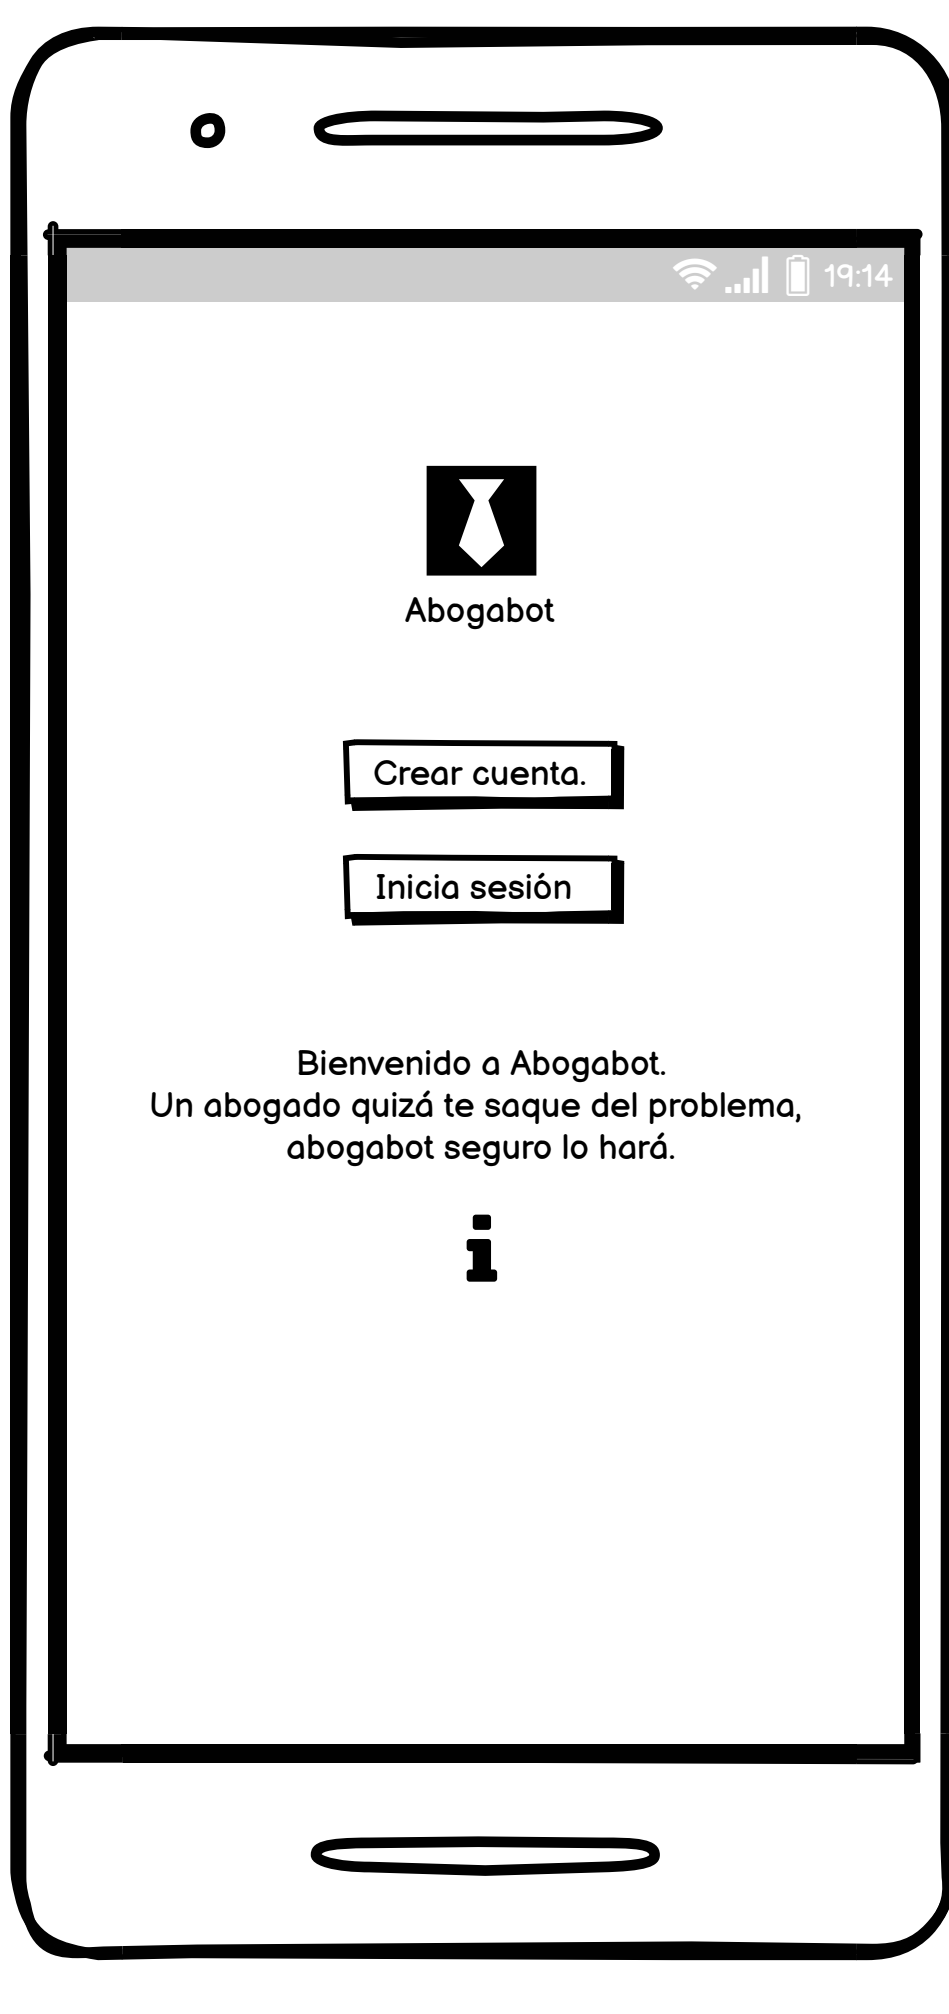 19:14
Abogabot
Crear cuenta.
Inicia sesión
Bienvenido a Abogabot.
Un abogado quizá te saque del problema,
abogabot seguro lo hará.